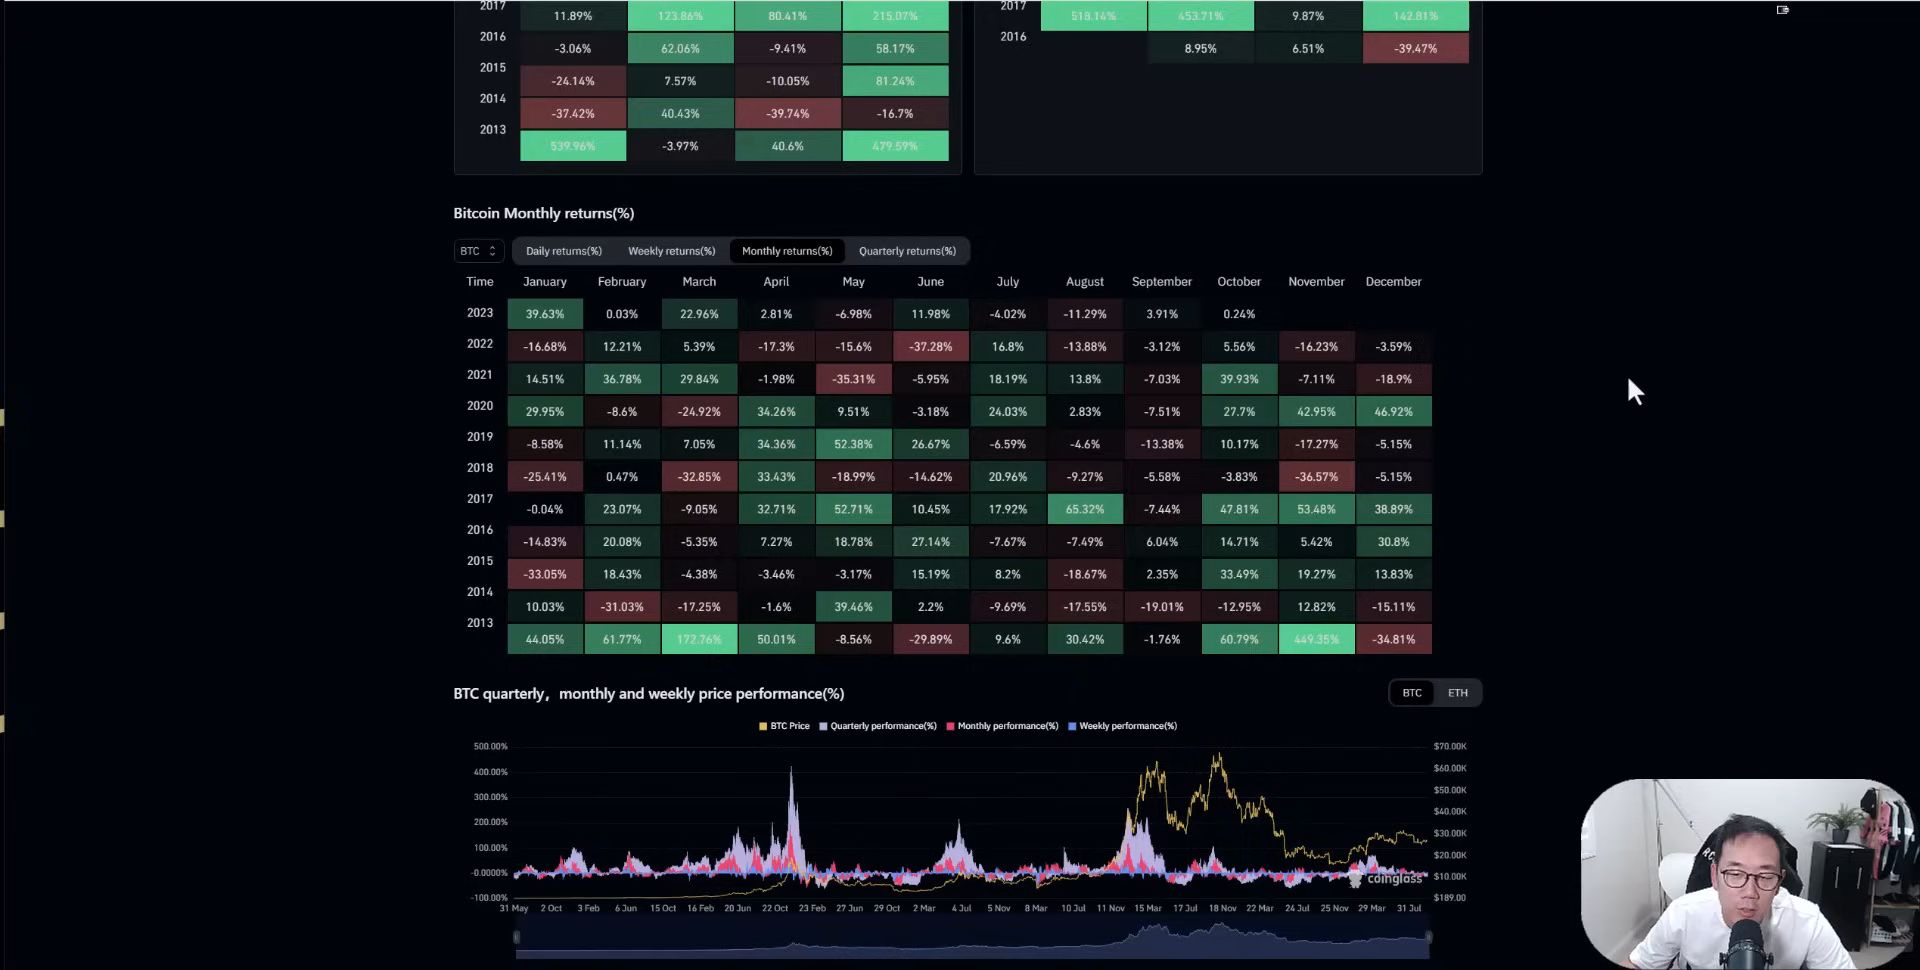 2017 11.89% 123.86% 80.41% 215.07% 2017 518.14% 453.71% 9.87% 142.81%
2016 -3.06% 62.06% -9.41% 58.17% 2016 8.95% 6.51% -39.47%
2015 -24.14% 7.57% -10.05% 81.24%
2014 -37.42% 40.43% -39.74% -16.7%
2013 539.96% -3.97% 40.6% 479.59%
Bitcoin Monthly returns(%)
BTC Daily returns(%) Weekly returns(%) Monthly returns(%) Quarterly returns(%)
Time January February March April May June July August September October November December
2023 39.63% 0.03% 22.96% 2.81% -6.98% 11.98% -4.02% -11.29% 3.91% 0.24%
2022 -16.68% 12.21% 5.39% -17.3% -15.6% -37.28% 16.8% -13.88% -3.12% 5.56% -16.23% -3.59%
2021 14.51% 36.78% 29.84% -1.98% -35.31% -5.95% 18.19% 13.8% -7.03% 39.93% -7.11% -18.9%
2020 29.95% -8.6% -24.92% 34.26% 9.51% -3.18% 24.03% 2.83% -7.51% 27.7% 42.95% 46.92%
2019 -8.58% 11.14% 7.05% 34.36% 52.38% 26.67% -6.59% -4.6% -13.38% 10.17% -17.27% -5.15%
2018 -25.41% 0.47% -32.85% 33.43% -18.99% -14.62% 20.96% -9.27% -5.58% -3.83% -36.57% -5.15%
2017 -0.04% 23.07% -9.05% 32.71% 52.71% 10.45% 17.92% 65.32% -7.44% 47.81% 53.48% 38.89%
2016 -14.83% 20.08% -5.35% 7.27% 18.78% 27.14% -7.67% -7.49% 6.04% 14.71% 5.42% 30.8%
2015 -33.05% 18.43% -4.38% -3.46% -3.17% 15.19% 8.2% -18.67% 2.35% 33.49% 19.27% 13.83%
2014 10.03% -31.03% -17.25% -1.6% 39.46% 2.2% -9.69% -17.55% -19.01% -12.95% 12.82% -15.11%
2013 44.05% 61.77% 172.76% 50.01% -8.56% -29.89% 9.6% 30.42% -1.76% 60.79% 449.35% -34.81%
BTC quarterly, monthly and weekly price performance(%) BTC ETH
BTC Price Quarterly performance(%) Monthly performance(%) Weekly performance(%)
500.00% $70.00K
400.00% $60.00K
300.00% $50.00K
200.00% $40.00K
100.00% $30.00K
-0.0000% $20.00K
-100.00% $10.00K
$189.00
coinglass
31 May 2 Oct 3 Feb 6 Jun 15 Oct 16 Feb 20 Jun 22 Oct 23 Feb 27 Jun 29 Oct 2 Mar 4 Jul 5 Nov 8 Mar 10 Jul 11 Nov 15 Mar 17 Jul 18 Nov 22 Mar 24 Jul 25 Nov 29 Mar 31 Jul